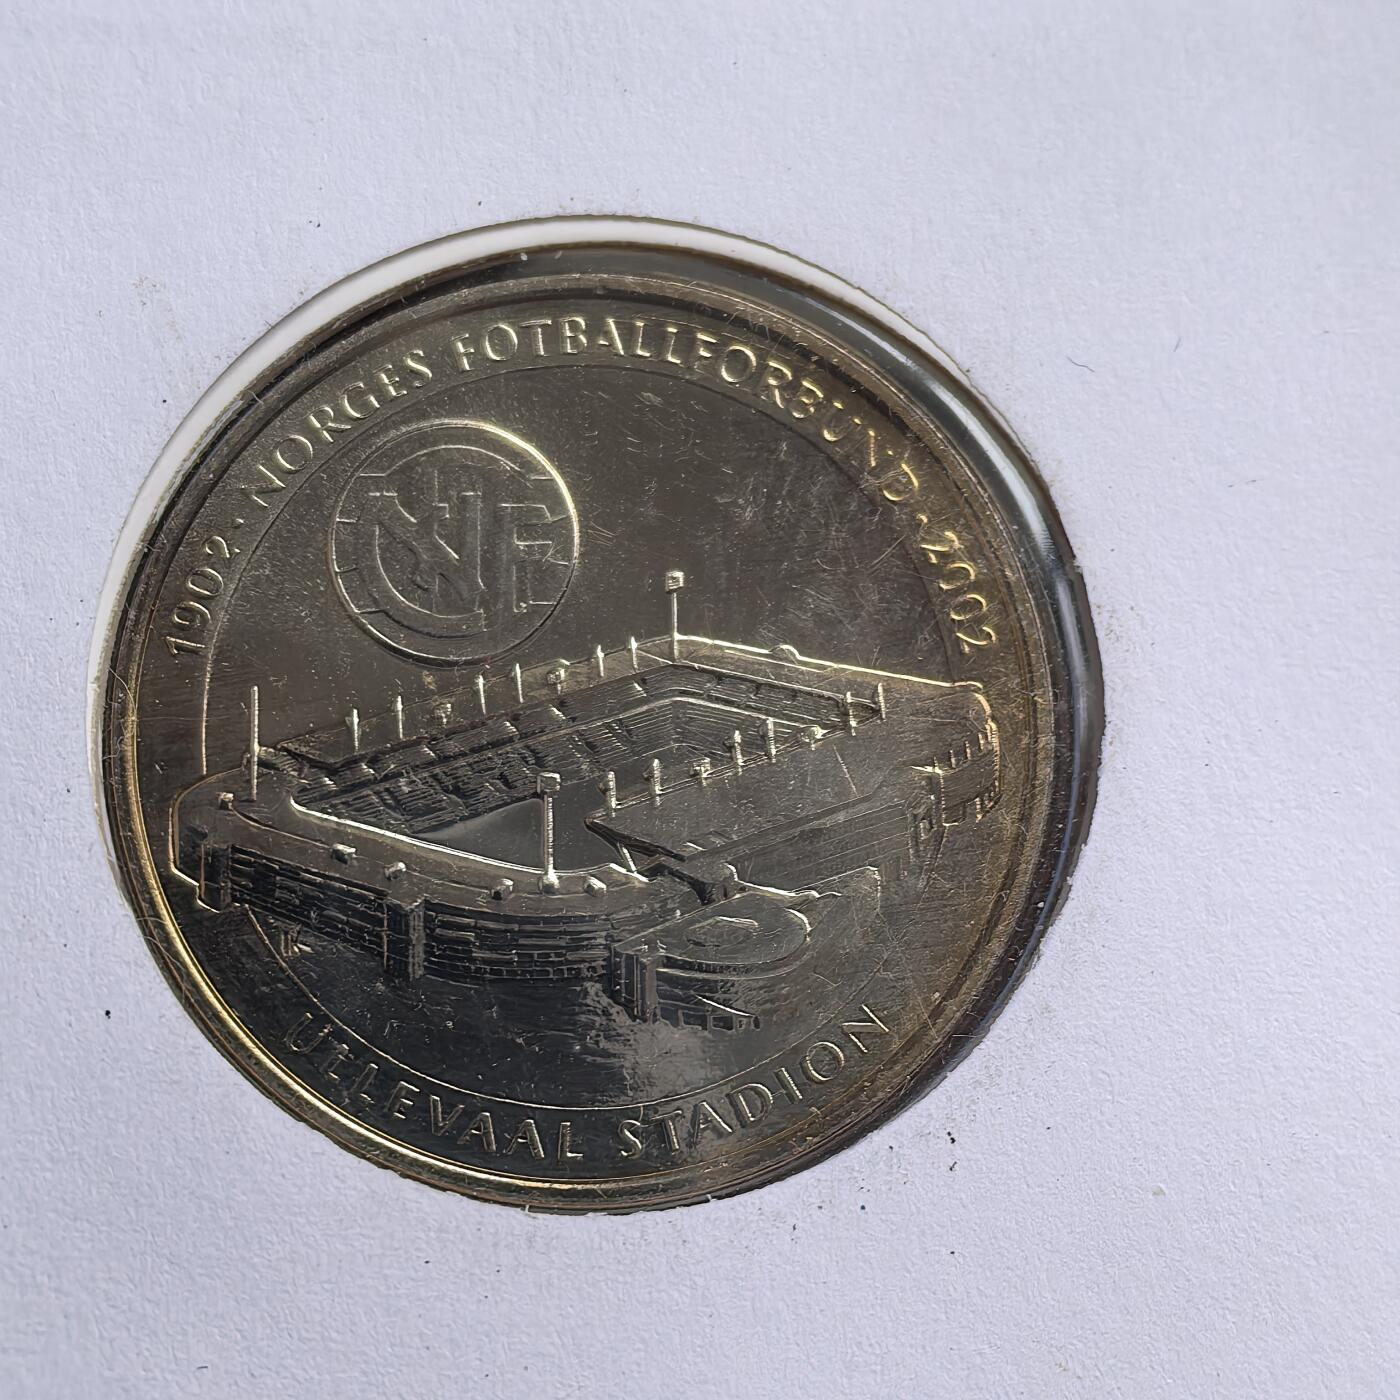 1902 · NORGES FOTBALLFORBUND · 2002
NFF
ULLEVAAL STADION
K